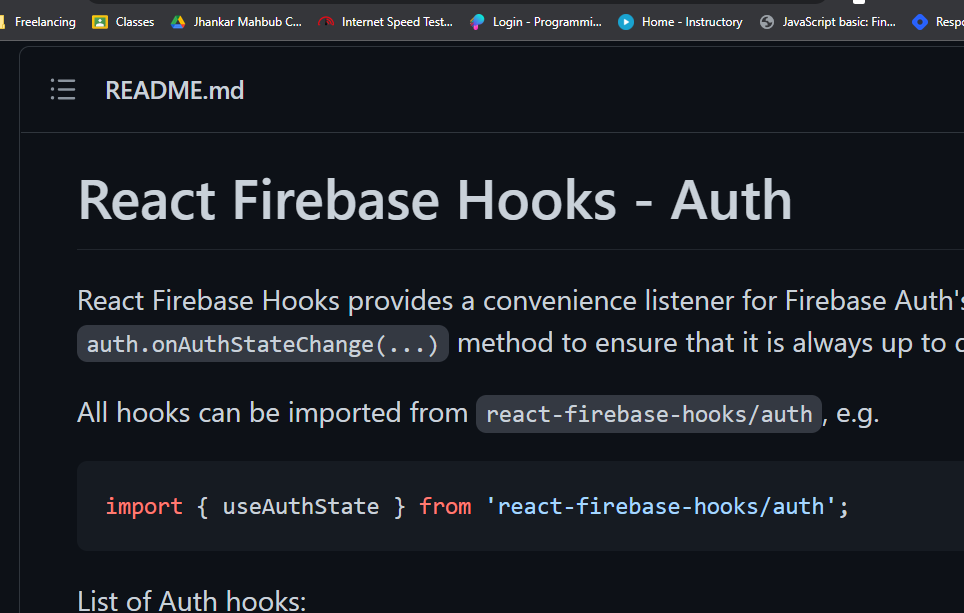 Freelancing Classes Jhankar Mahbub C... Internet Speed Test... Login - Programmi... Home - Instructory JavaScript basic: Fin... Respo
README.md
React Firebase Hooks - Auth
React Firebase Hooks provides a convenience listener for Firebase Auth's
auth.onAuthStateChange(...) method to ensure that it is always up to
All hooks can be imported from react-firebase-hooks/auth, e.g.
import { useAuthState } from 'react-firebase-hooks/auth';
List of Auth hooks: